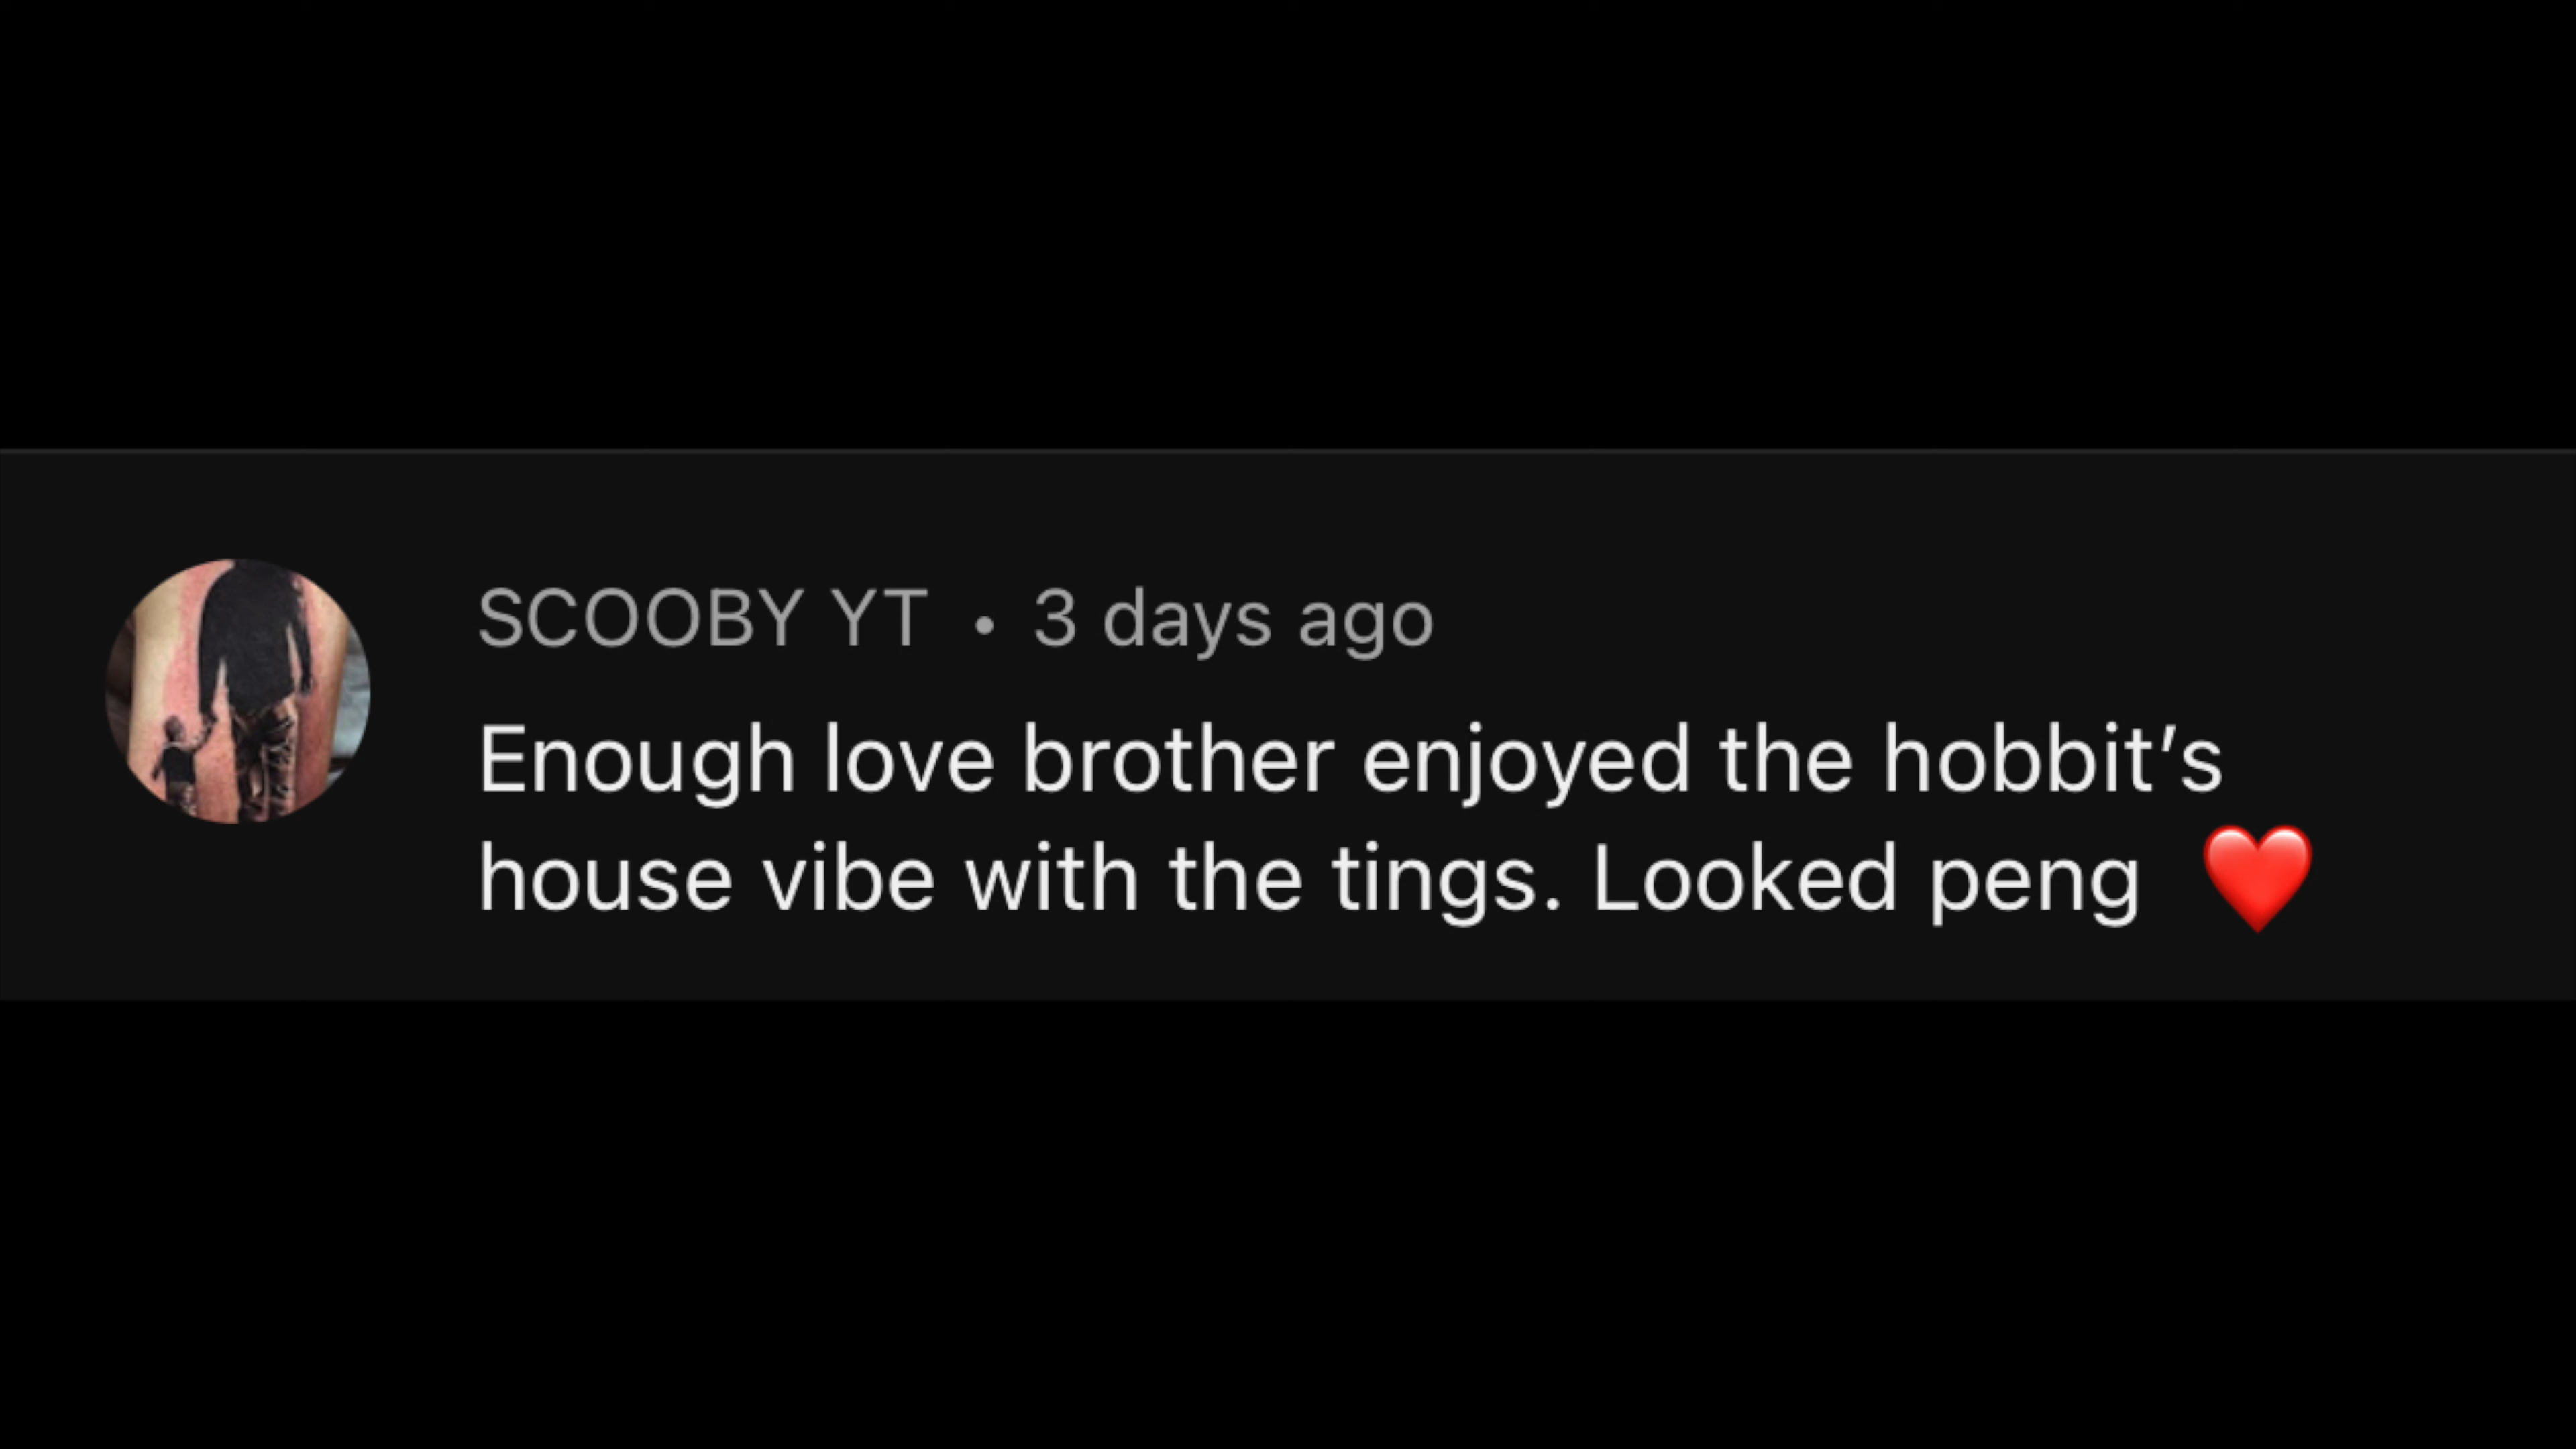 SCOOBY YT • 3 days ago
Enough love brother enjoyed the hobbit’s
house vibe with the tings. Looked peng ❤️